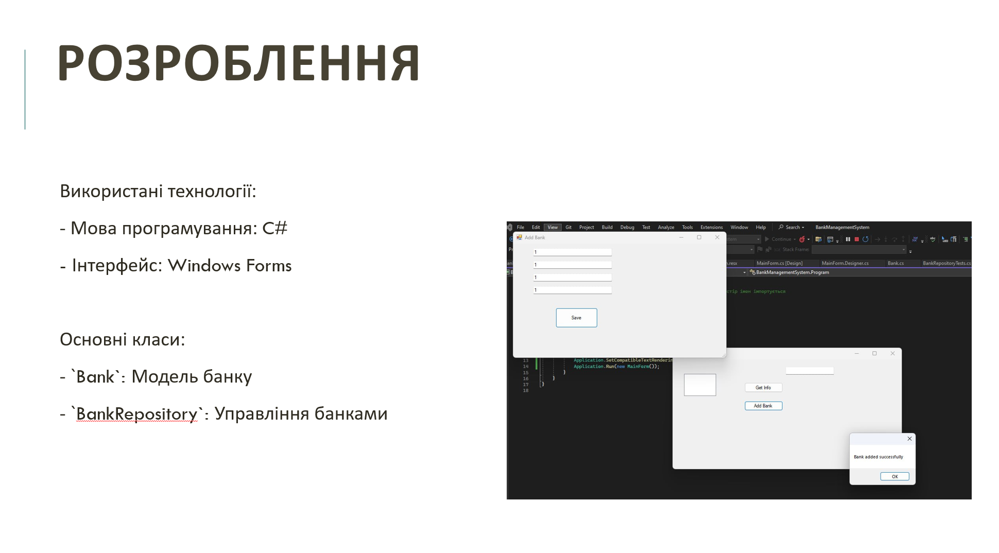 РОЗРОБЛЕННЯ
Використані технології:
- Мова програмування: C#
- Інтерфейс: Windows Forms
Основні класи:
- `Bank`: Модель банку
- `BankRepository`: Управління банками
File Edit View Git Project Build Debug Test Analyze Tools Extensions Window Help Search BankManagementSystem
Add Bank
Continue
Stack Frame:
MainForm.cs [Design] MainForm.Designer.cs Bank.cs BankRepositoryTests.cs
BankManagementSystem.Program
1
1
1
1
імен імпортується
Save
13 Application.SetCompatibleTextRenderin
14 Application.Run(new MainForm());
15 }
16 }
17 }
18
Get Info
Add Bank
Bank added successfully
OK